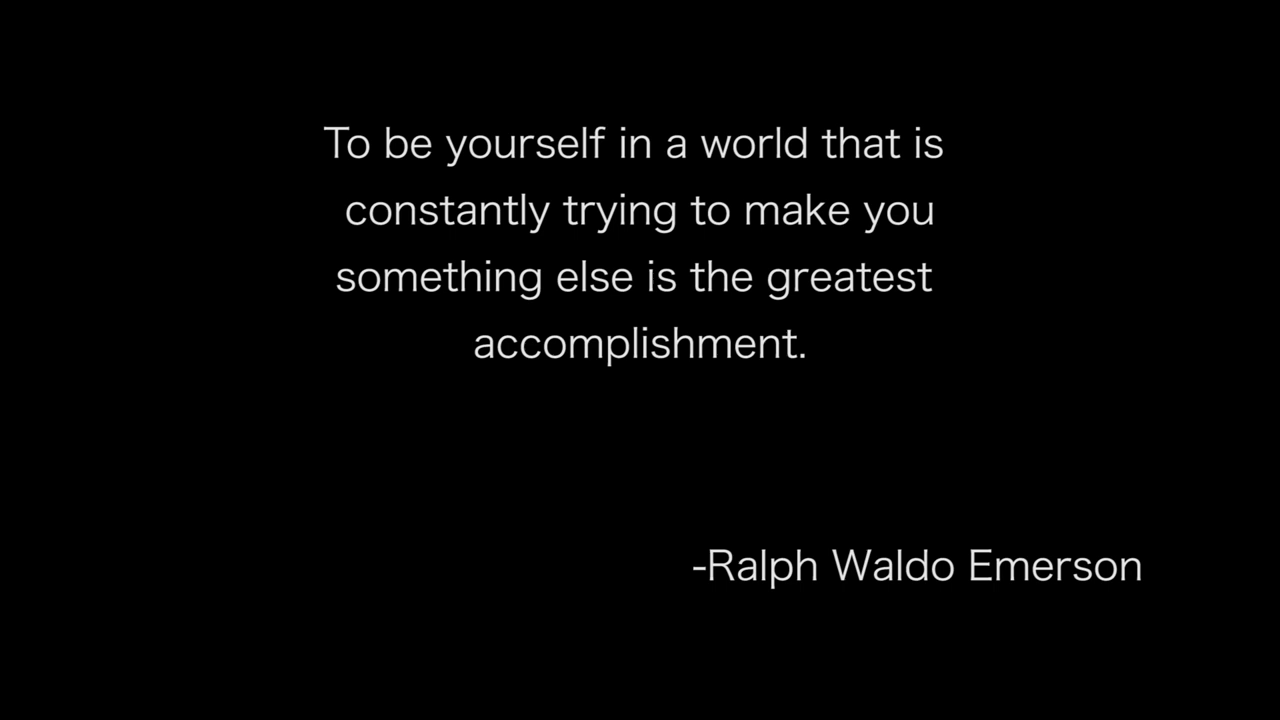 To be yourself in a world that is
constantly trying to make you
something else is the greatest
accomplishment.
-Ralph Waldo Emerson